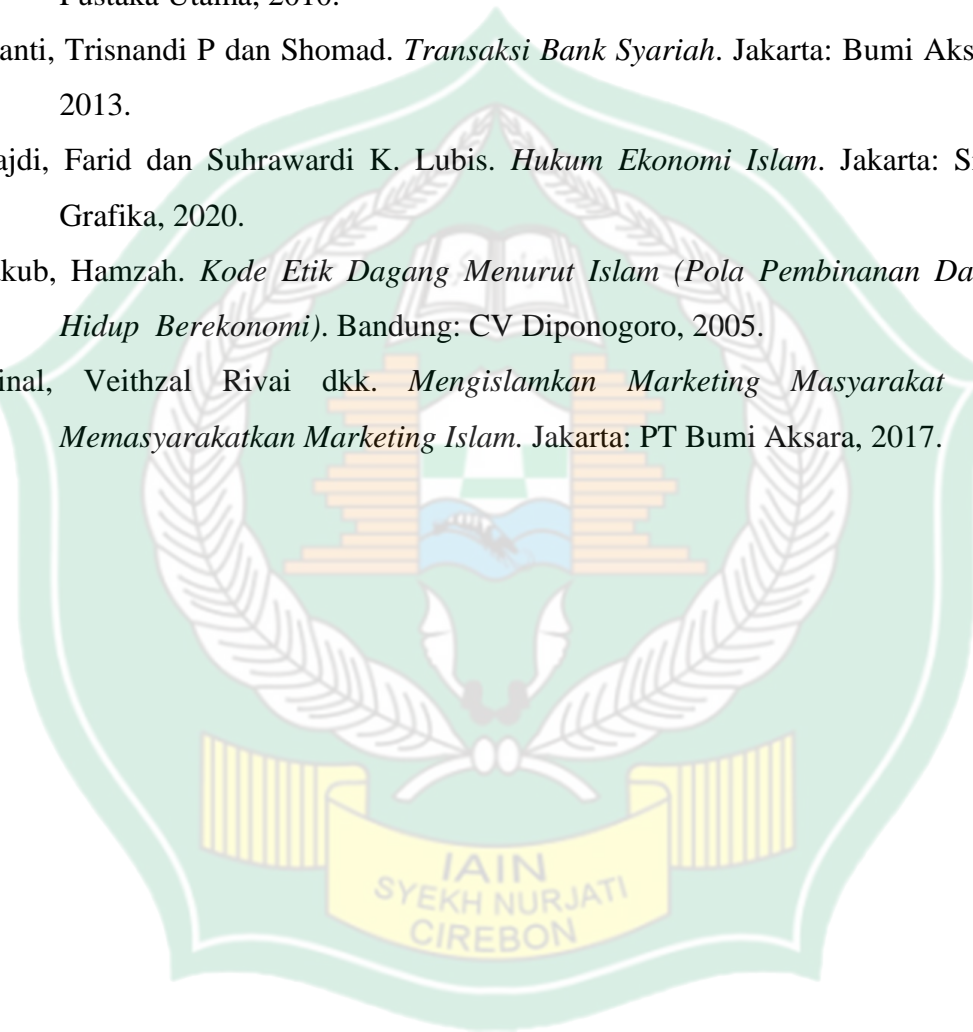 Pustaka Utama, 2010.
anti, Trisnandi P dan Shomad. Transaksi Bank Syariah. Jakarta: Bumi Aks
2013.
ajdi, Farid dan Suhrawardi K. Lubis. Hukum Ekonomi Islam. Jakarta: Si
Grafika, 2020.
kub, Hamzah. Kode Etik Dagang Menurut Islam (Pola Pembinanan Da
Hidup Berekonomi). Bandung: CV Diponogoro, 2005.
inal, Veithzal Rivai dkk. Mengislamkan Marketing Masyarakat
Memasyarakatkan Marketing Islam. Jakarta: PT Bumi Aksara, 2017.
IAIN
SYEKH NURJATI
CIREBON